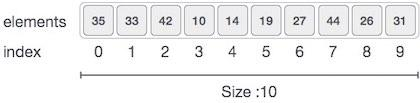 elements 35 33 42 10 14 19 27 44 26 31
index 0 1 2 3 4 5 6 7 8 9
Size :10